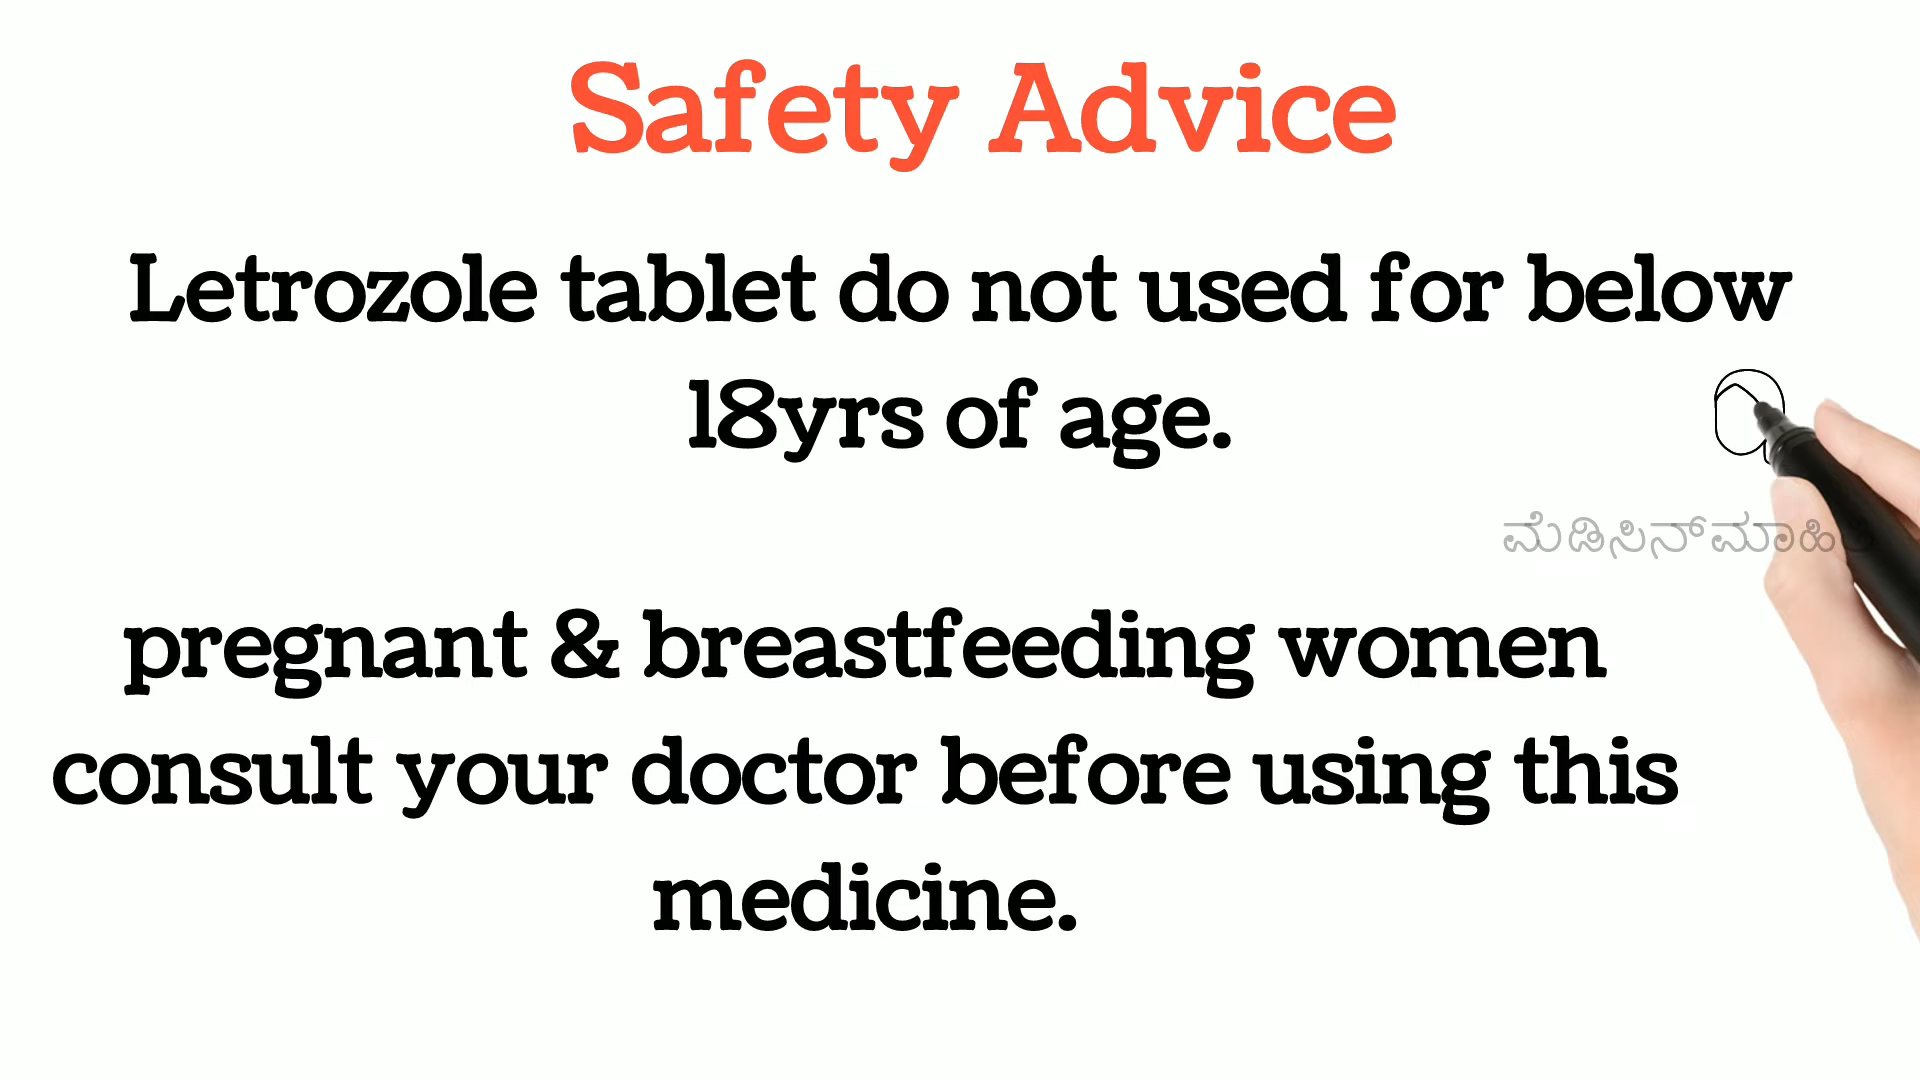 Safety Advice
Letrozole tablet do not used for below
18yrs of age.
pregnant & breastfeeding women
consult your doctor before using this
medicine.